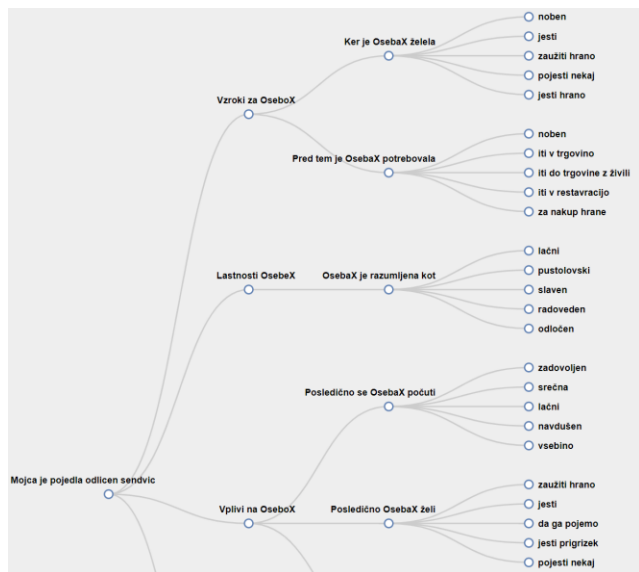 noben
Ker je OsebaX želela
jesti
zaužiti hrano
pojesti nekaj
jesti hrano
Vzroki za OseboX
noben
Pred tem je OsebaX potrebovala
iti v trgovino
iti do trgovine z živili
iti v restavracijo
za nakup hrane
lačni
Lastnosti OsebeX
OsebaX je razumljena kot
pustolovski
slaven
radoveden
odločen
zadovoljen
Posledično se OsebaX počuti
srečna
lačni
navdušen
vsebino
Mojca je pojedla odlicen sendvic
zaužiti hrano
Vplivi na OseboX
Posledično OsebaX želi
jesti
da ga pojemo
jesti prigrizek
pojesti nekaj